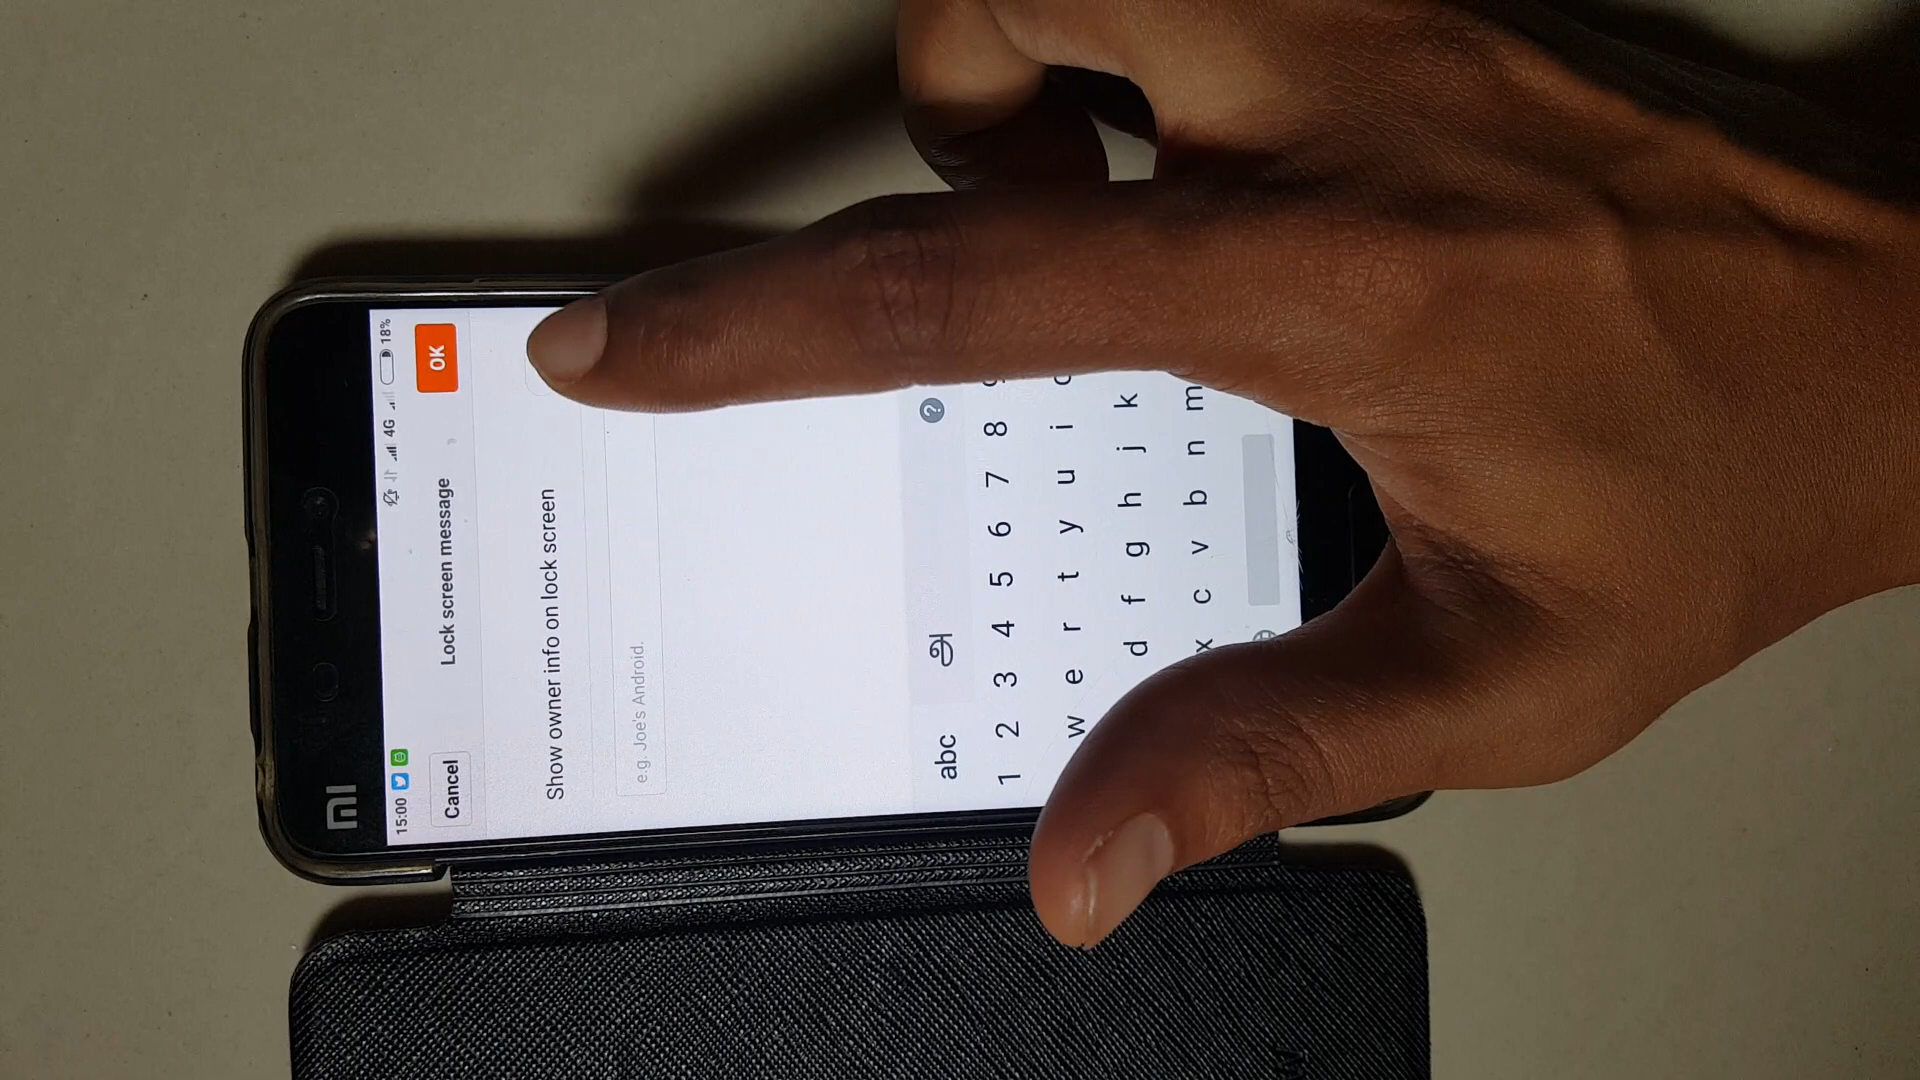 MI
15:00 4G 18%
Cancel Lock screen message OK
Show owner info on lock screen
e.g. Joe's Android.
abc அ ?
1 2 3 4 5 6 7 8
w e r t y u i
d f g h j k
x c v b n m